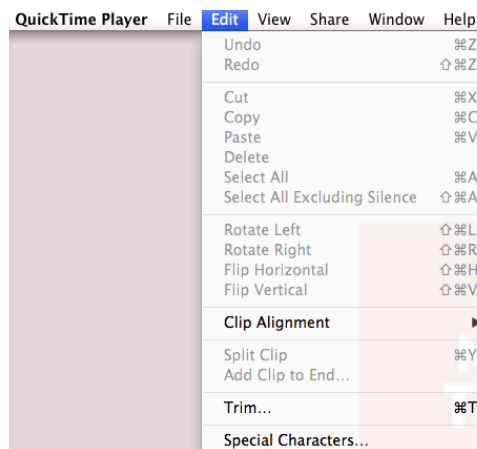 QuickTime Player File Edit View Share Window Help
Undo ⌘Z
Redo ⇧⌘Z
Cut ⌘X
Copy ⌘C
Paste ⌘V
Delete
Select All ⌘A
Select All Excluding Silence ⇧⌘A
Rotate Left ⇧⌘L
Rotate Right ⇧⌘R
Flip Horizontal ⇧⌘H
Flip Vertical ⇧⌘V
Clip Alignment ▶
Split Clip ⌘Y
Add Clip to End...
Trim... ⌘T
Special Characters...